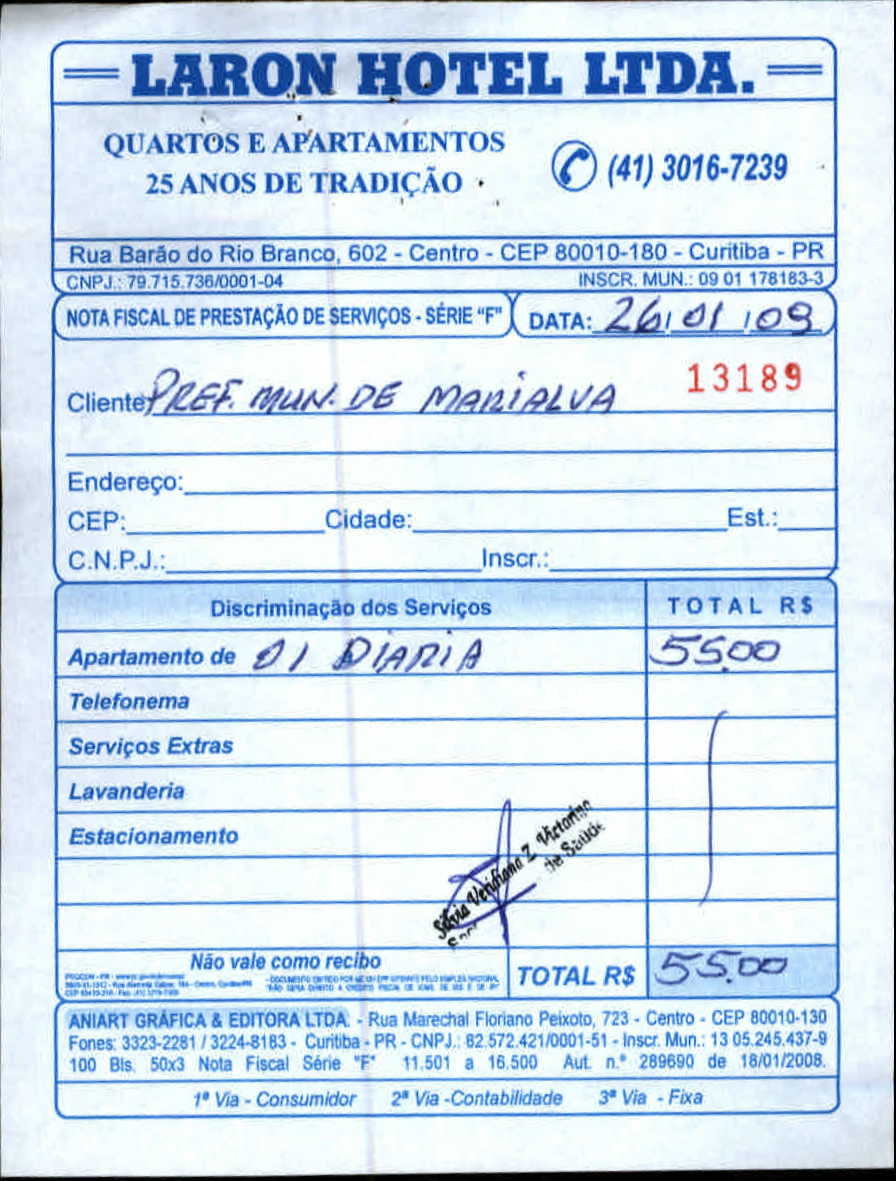 LARON HOTEL LTDA.
QUARTOS E APARTAMENTOS
25 ANOS DE TRADIÇÃO
(41) 3016-7239
Rua Barão do Rio Branco, 602 - Centro - CEP 80010-180 - Curitiba - PR
CNPJ.: 79.715.736/0001-04 INSCR. MUN.: 09 01 178183-3
NOTA FISCAL DE PRESTAÇÃO DE SERVIÇOS - SÉRIE "F" DATA: 26/01/09
13189
Cliente PREF. MUN. DE MARIALVA
Endereço:
CEP: Cidade: Est.:
C.N.P.J.: Inscr.:
Discriminação dos Serviços TOTAL R$
Apartamento de 01 DIARIA 55.00
Telefonema
Serviços Extras
Lavanderia
Estacionamento
Silvia Veridiana Z. Victorino
de Saúde
Não vale como recibo
TOTAL R$ 55.00
ANIART GRÁFICA & EDITORA LTDA. - Rua Marechal Floriano Peixoto, 723 - Centro - CEP 80010-130
Fones: 3323-2281 / 3224-8183 - Curitiba - PR - CNPJ.: 82.572.421/0001-51 - Inscr. Mun.: 13 05.245.437-9
100 Bls. 50x3 Nota Fiscal Série "F" 11.501 a 16.500 Aut. n.º 289690 de 18/01/2008.
1ª Via - Consumidor 2ª Via -Contabilidade 3ª Via - Fixa